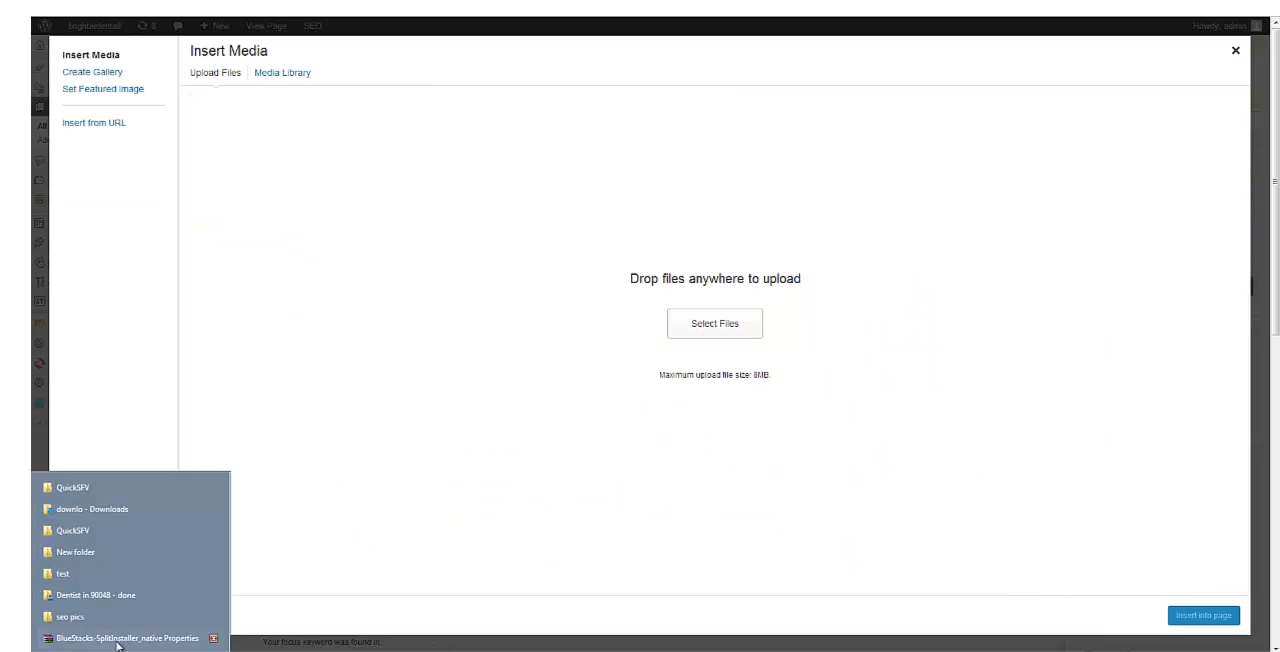 brighterdental 8 + New View Page SEO Howdy, admin
Insert Media
Create Gallery
Set Featured Image
Insert from URL
Insert Media
×
Upload Files Media Library
All
Drop files anywhere to upload
Select Files
Maximum upload file size: 8MB.
QuickSFV
downlo - Downloads
QuickSFV
New folder
test
Dentist in 90048 - done
seo pics
BlueStacks-SplitInstaller_native Properties
Insert into page
Your focus keyword was found in: